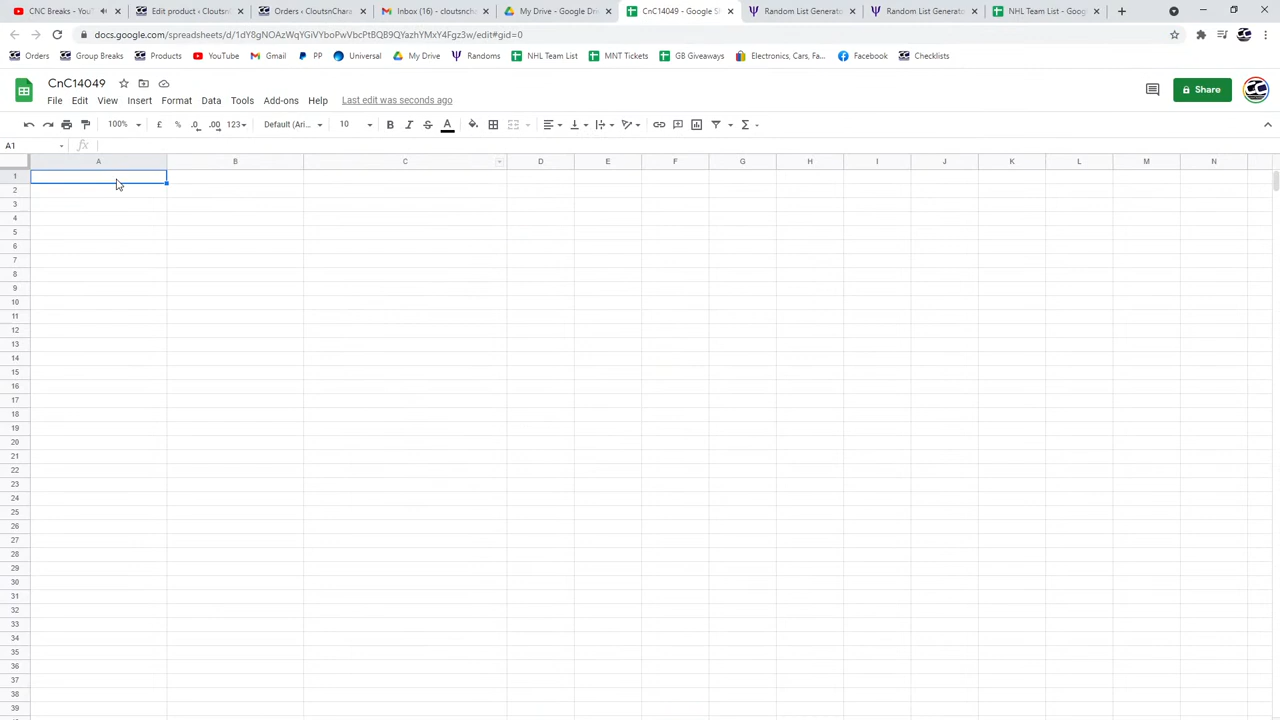 CNC Breaks - YouT
Edit product ‹ Cloutsn
Orders ‹ CloutsnChara
Inbox (16) - cloutsncho
My Drive - Google Dri
CnC14049 - Google Sh
Random List Generato
Random List Generato
NHL Team List - Goog
docs.google.com/spreadsheets/d/1dY8gNOAzWqYGiVYboPwVbcPtBQB9QYazhYMxY4Fgz3w/edit#gid=0
Orders Group Breaks Products YouTube Gmail PP Universal My Drive Randoms NHL Team List MNT Tickets GB Giveaways Electronics, Cars, Fa... Facebook Checklists
CnC14049
File Edit View Insert Format Data Tools Add-ons Help Last edit was seconds ago
Share
100% £ % .0 .00 123 Default (Ari... 10 B I S A Σ
A1 fx
A B C D E F G H I J K L M N
1
2
3
4
5
6
7
8
9
10
11
12
13
14
15
16
17
18
19
20
21
22
23
24
25
26
27
28
29
30
31
32
33
34
35
36
37
38
39